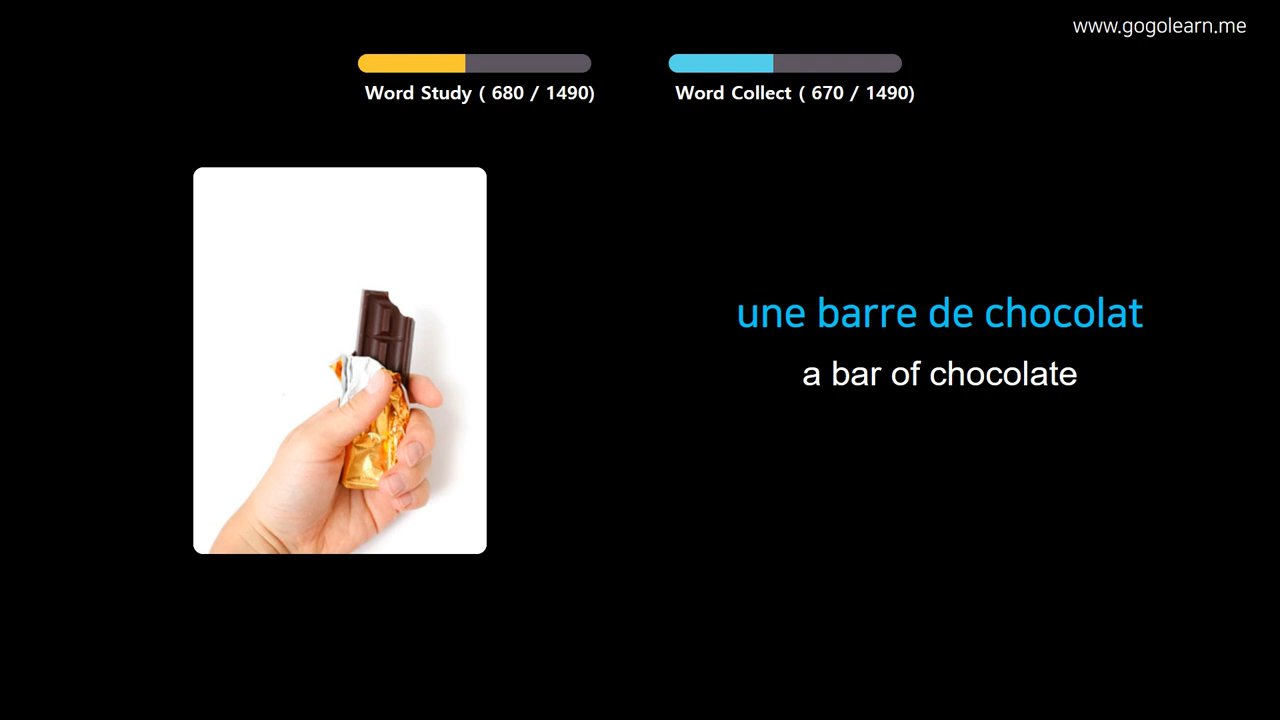 www.gogolearn.me
Word Study ( 680 / 1490)
Word Collect ( 670 / 1490)
une barre de chocolat
a bar of chocolate